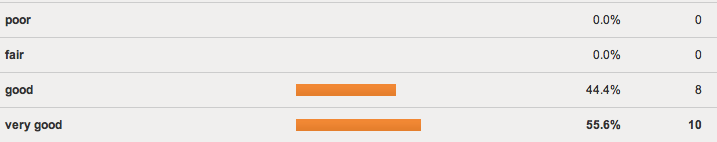 poor 0.0% 0
fair 0.0% 0
good 44.4% 8
very good 55.6% 10